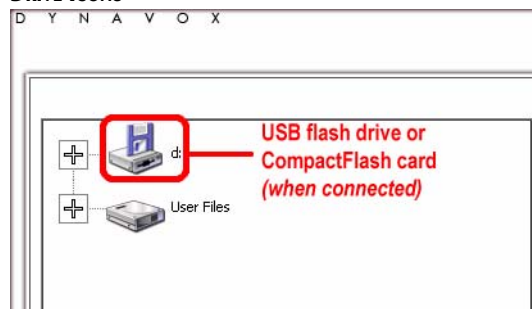 D Y N A V O X
d:
USB flash drive or
CompactFlash card
(when connected)
User Files